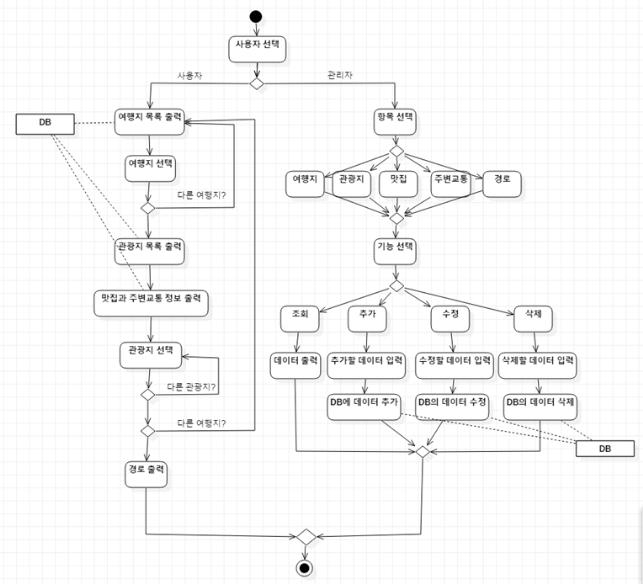 사용자 선택
사용자
관리자
DB
여행지 목록 출력
항목 선택
여행지 선택
다른 여행지?
여행지
관광지
맛집
주변교통
경로
관광지 목록 출력
기능 선택
맛집과 주변교통 정보 출력
조회
추가
수정
삭제
관광지 선택
데이터 출력
추가할 데이터 입력
수정할 데이터 입력
삭제할 데이터 입력
다른 관광지?
DB에 데이터 추가
DB의 데이터 수정
DB의 데이터 삭제
다른 여행지?
DB
경로 출력